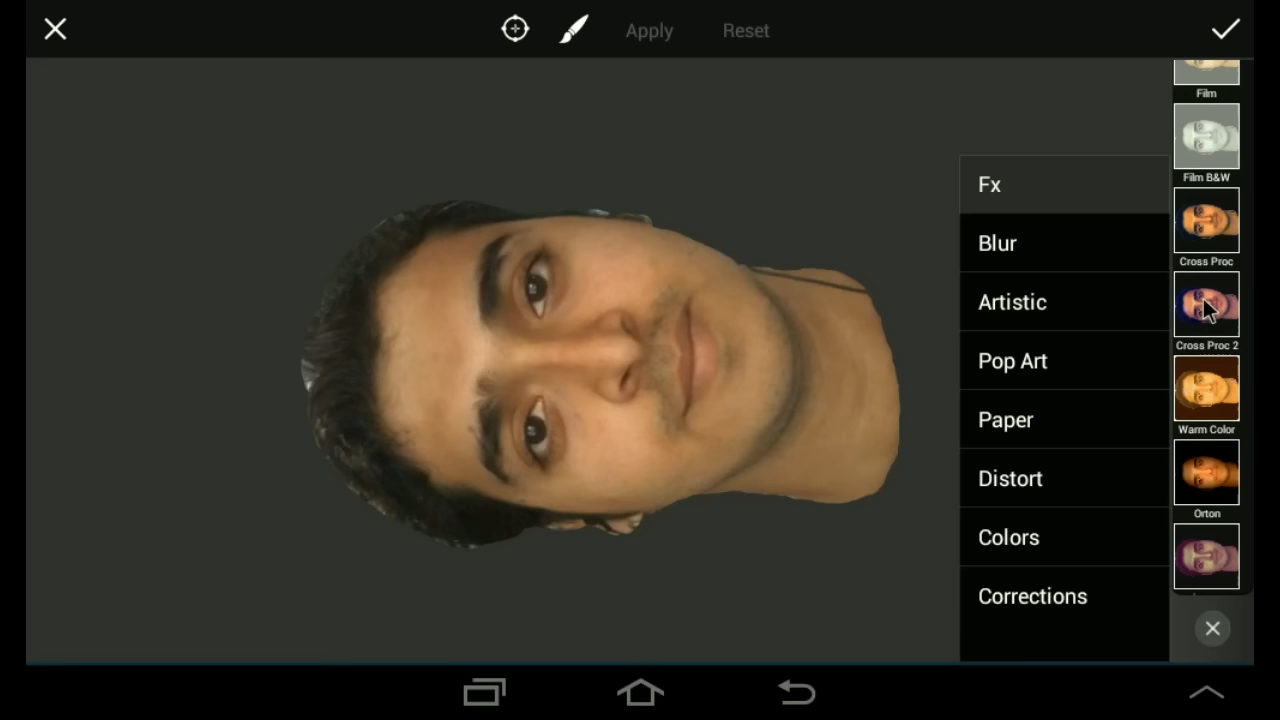 Apply
Reset
Film
Film B&W
Cross Proc
Cross Proc 2
Warm Color
Orton
Fx
Blur
Artistic
Pop Art
Paper
Distort
Colors
Corrections